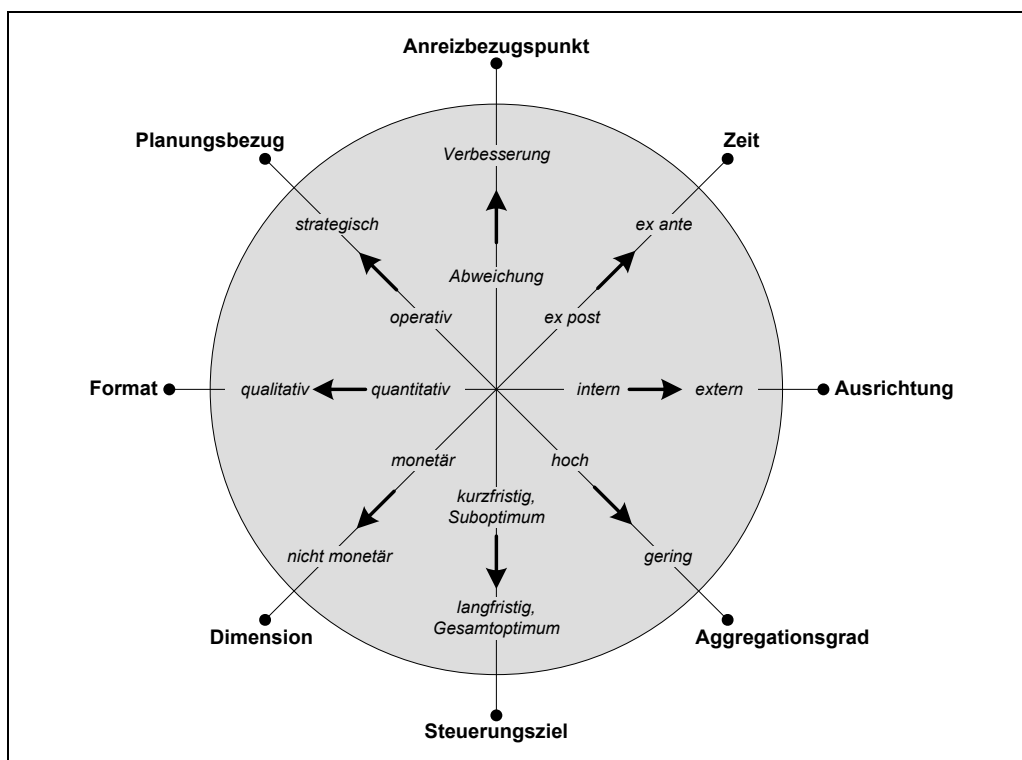 Anreizbezugspunkt
Planungsbezug
Zeit
Verbesserung
strategisch
ex ante
Abweichung
operativ
ex post
Format
qualitativ
quantitativ
intern
extern
Ausrichtung
monetär
hoch
kurzfristig,
Suboptimum
nicht monetär
gering
langfristig,
Gesamtoptimum
Dimension
Aggregationsgrad
Steuerungsziel